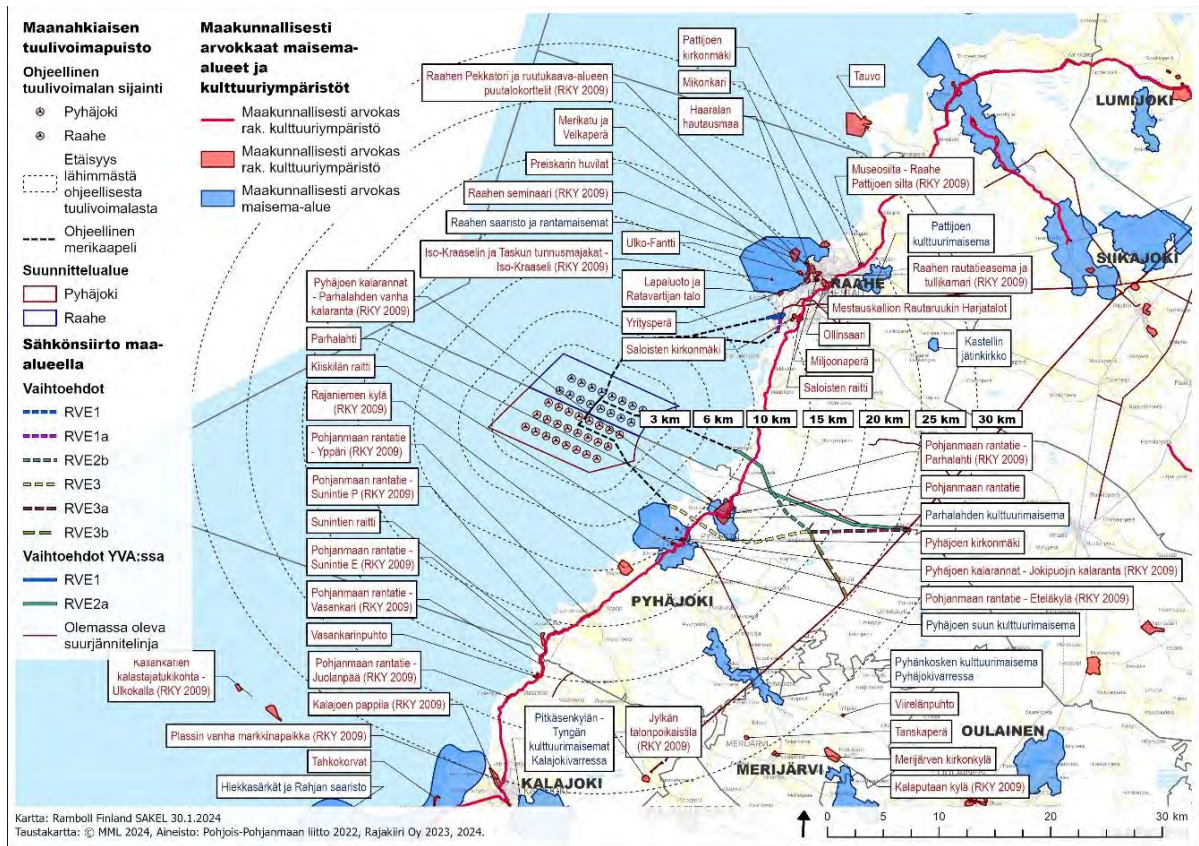 Maanahkiaisen
tuulivoimapuisto
Ohjeellinen
tuulivoimalan sijainti
Pyhäjoki
Raahe
Etäisyys
lähimmästä
ohjeellisesta
tuulivoimalasta
Ohjeellinen
merikaapeli
Suunnittelualue
Pyhäjoki
Raahe
Sähkönsiirto maa-
alueella
Vaihtoehdot
RVE1
RVE1a
RVE2b
RVE3
RVE3a
RVE3b
Vaihtoehdot YVA:ssa
RVE1
RVE2a
Olemassa oleva
suurjännitelinja
Maakunnallisesti
arvokkaat maisema-
alueet ja
kulttuuriympäristöt
Maakunnallisesti arvokas
rak. kulttuuriympäristö
Maakunnallisesti arvokas
rak. kulttuuriympäristö
Maakunnallisesti arvokas
maisema-alue
Pattijoen
kirkonmäki
Mikonkari
Haaralan
hautausmaa
Tauvo
LUMIJOKI
Raahen Pekkatori ja ruutukaava-alueen
puutalokorttelit (RKY 2009)
Merikatu ja
Velkaperä
Preiskarin huvilat
Raahen seminaari (RKY 2009)
Raahen saaristo ja rantamaisemat
Iso-Kraaselin ja Taskun tunnusmajakat -
Iso-Kraaseli (RKY 2009)
Ulko-Fantti
Museosilta - Raahe
Pattijoen silta (RKY 2009)
Pattijoen
kulttuurimaisema
SIIKAJOKI
RAAHE
Raahen rautatieasema ja
tullikamari (RKY 2009)
Lapaluoto ja
Ratavartijan talo
Yritysperä
Saloisten kirkonmäki
Mestauskallion Rautaruukin Harjatalot
Ollinsaari
Miljoonaperä
Saloisten raitti
Kastellin
jätinkirkko
Pyhäjoen kalarannat
- Parhalahden vanha
kalaranta (RKY 2009)
Parhalahti
Kiiskilän raitti
Rajaniemen kylä
(RKY 2009)
Pohjanmaan rantatie
- Yppäri (RKY 2009)
Pohjanmaan rantatie -
Sunintie P (RKY 2009)
Sunintien raitti
Pohjanmaan rantatie -
Sunintie E (RKY 2009)
Pohjanmaan rantatie -
Vasankari (RKY 2009)
Vasankarinpuhto
Pohjanmaan rantatie -
Juolanpää (RKY 2009)
Kalajoen pappila (RKY 2009)
3 km
6 km
10 km
15 km
20 km
25 km
30 km
Pohjanmaan rantatie -
Parhalahti (RKY 2009)
Pohjanmaan rantatie
Parhalahden kulttuurimaisema
Pyhäjoen kirkonmäki
Pyhäjoen kalarannat - Jokipuojin kalaranta (RKY 2009)
Pohjanmaan rantatie - Eteläkylä (RKY 2009)
Pyhäjoen suun kulttuurimaisema
PYHÄJOKI
Kallankarien
kalastajatukikohta -
Ulkokalla (RKY 2009)
Plassin vanha markkinapaikka (RKY 2009)
Tahkokorvat
Hiekkasärkät ja Rahjan saaristo
KALAJOKI
Pitkäsenkylän -
Tyngän
kulttuurimaisemat
Kalajokivarressa
Jylkän
talonpoikaistila
(RKY 2009)
Pyhänkosken kulttuurimaisema
Pyhäjokivarressa
Viirelänpuhto
Tanskaperä
Merijärven kirkonkylä
Kalaputaan kylä (RKY 2009)
OULAINEN
MERIJÄRVI
MERIJÄRVI
Kartta: Ramboll Finland SAKEL 30.1.2024
Taustakartta: © MML 2024, Aineisto: Pohjois-Pohjanmaan liitto 2022, Rajakiiri Oy 2023, 2024.
0 5 10 20 30 km